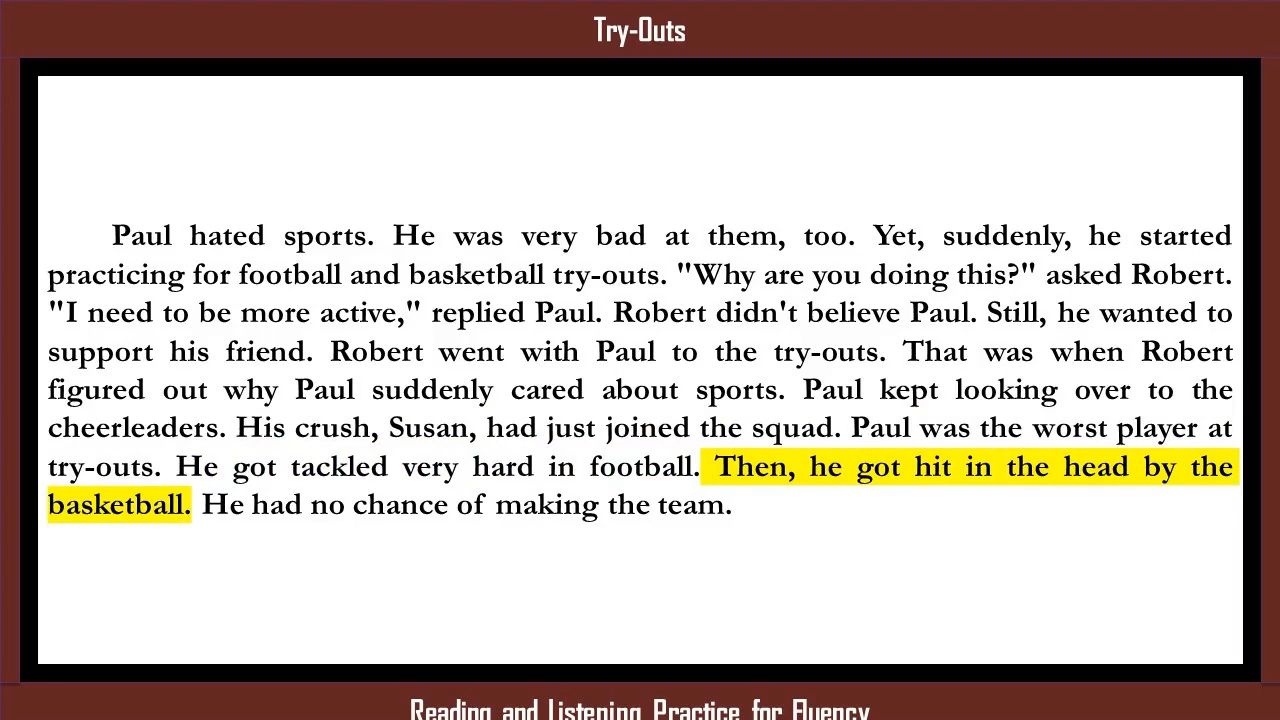 Try-Outs
Paul hated sports. He was very bad at them, too. Yet, suddenly, he started
practicing for football and basketball try-outs. "Why are you doing this?" asked Robert.
"I need to be more active," replied Paul. Robert didn't believe Paul. Still, he wanted to
support his friend. Robert went with Paul to the try-outs. That was when Robert
figured out why Paul suddenly cared about sports. Paul kept looking over to the
cheerleaders. His crush, Susan, had just joined the squad. Paul was the worst player at
try-outs. He got tackled very hard in football. Then, he got hit in the head by the
basketball. He had no chance of making the team.
Reading and Listening Practice for Fluency